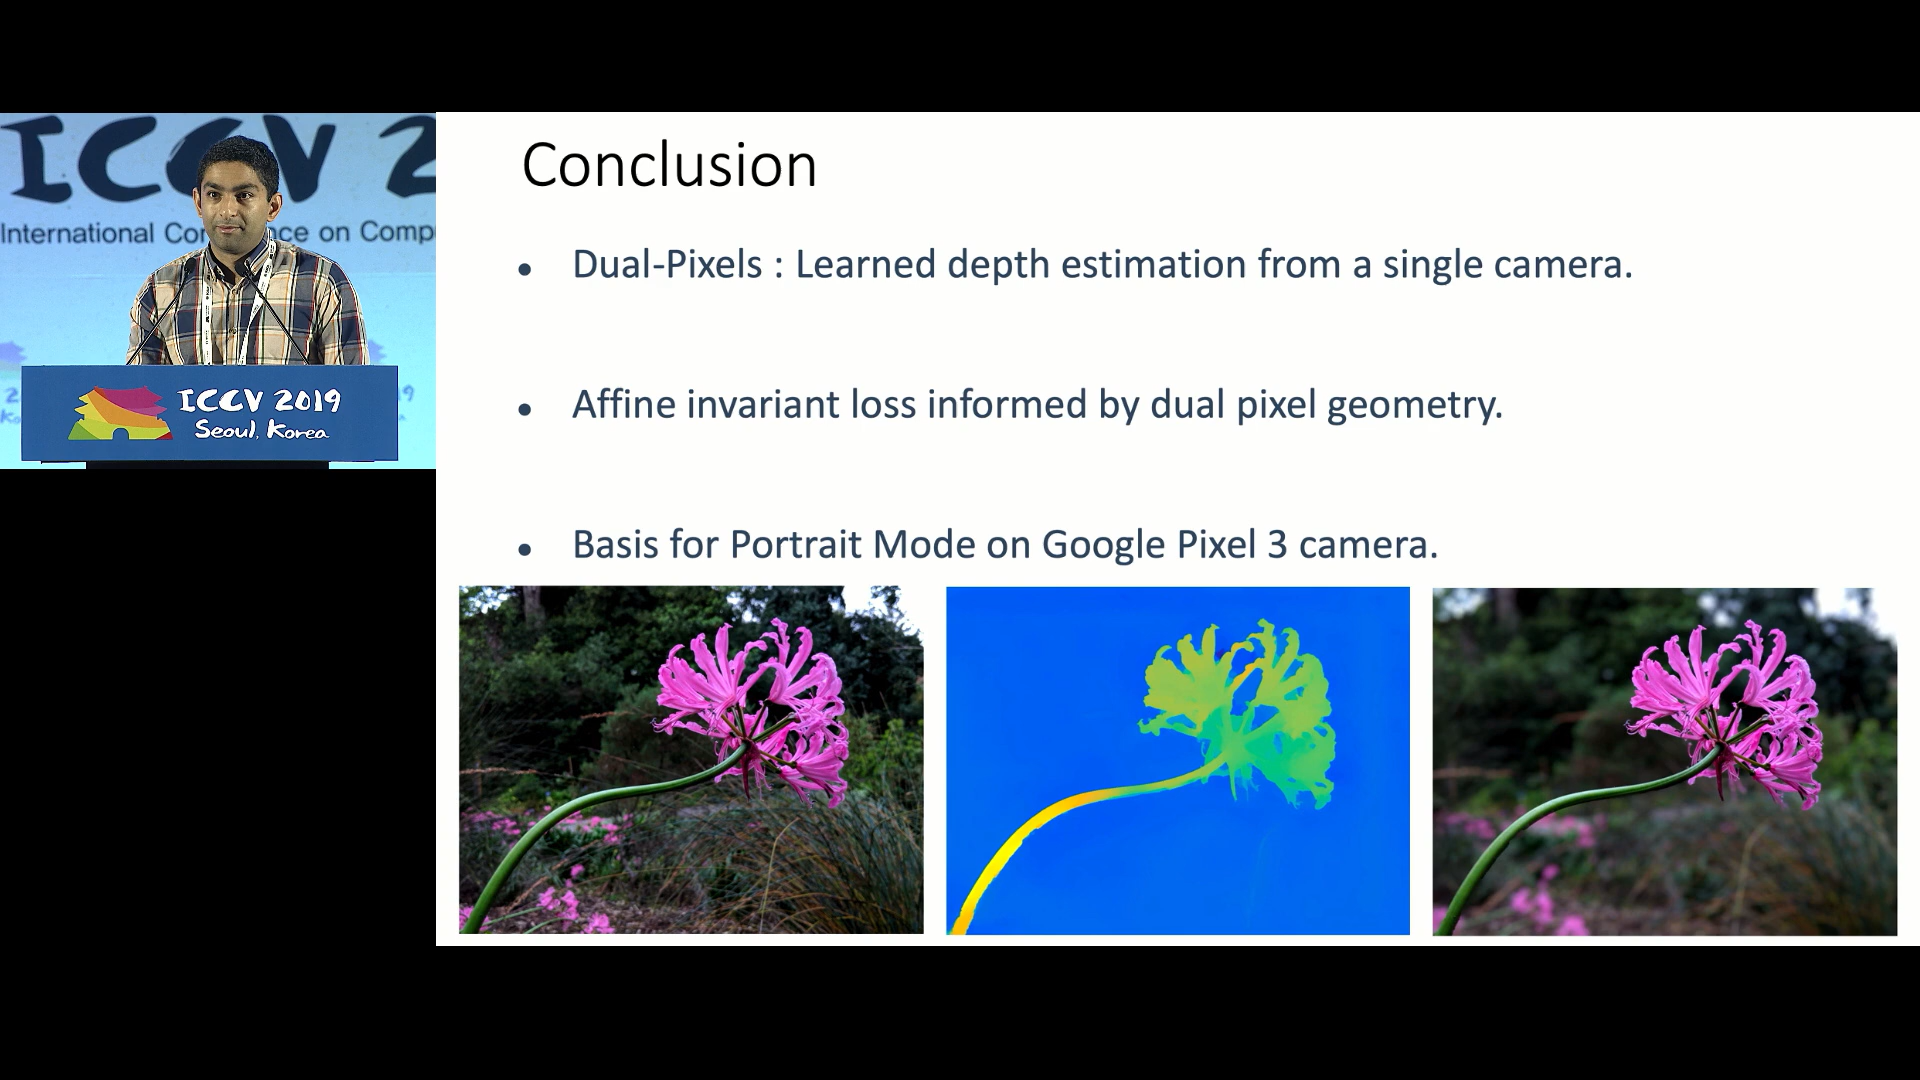 ICCV 2
International Co
ce on Comp
ICCV 2019
Seoul, Korea
Conclusion
Dual-Pixels : Learned depth estimation from a single camera.
Affine invariant loss informed by dual pixel geometry.
Basis for Portrait Mode on Google Pixel 3 camera.